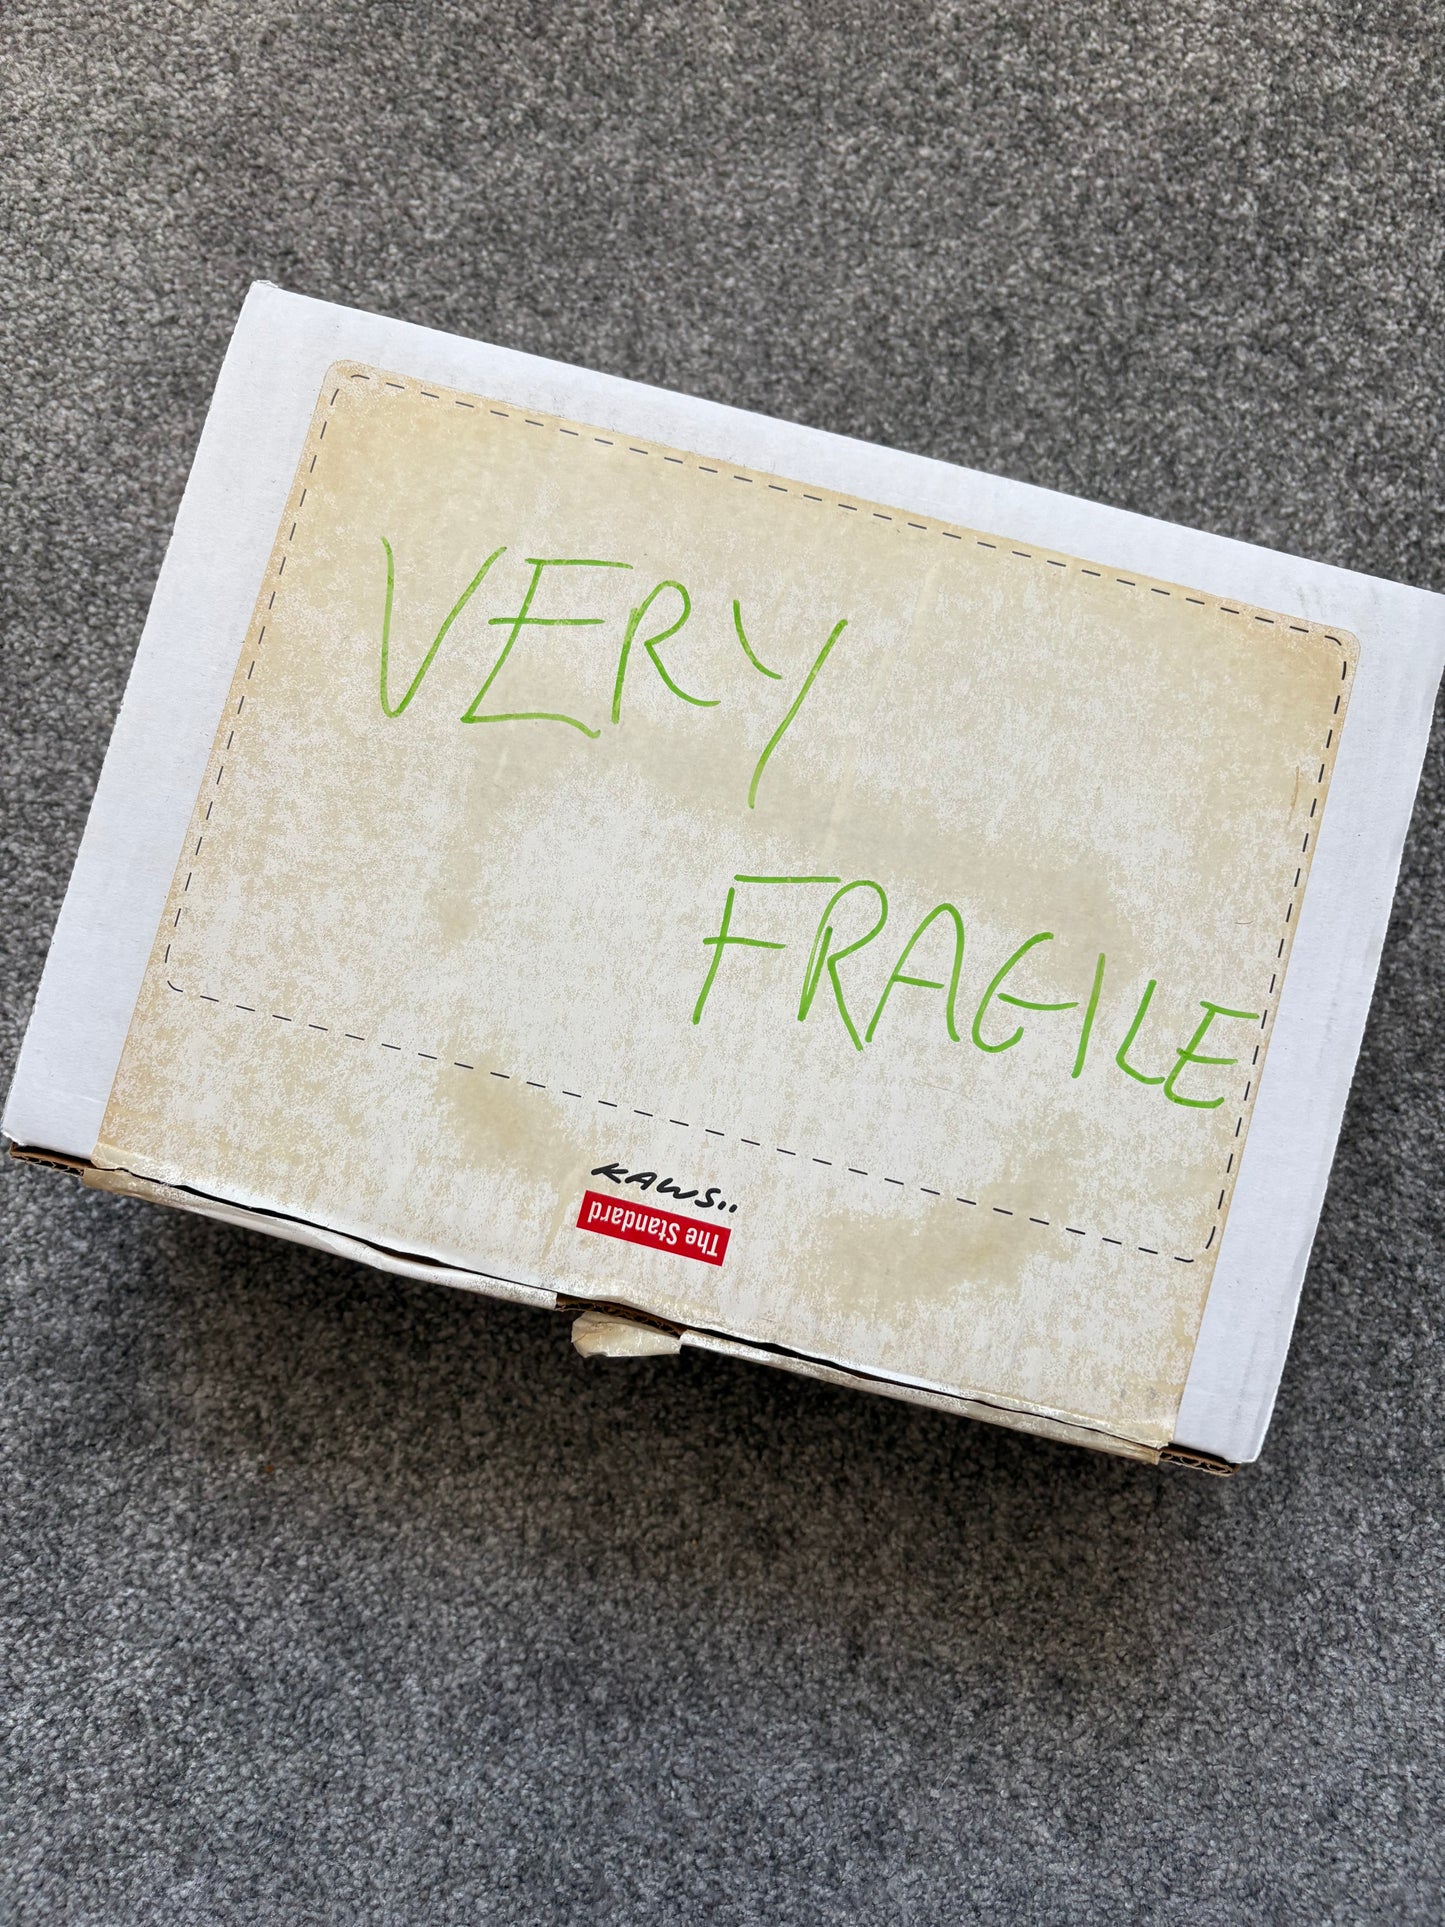 VERY
FRAGILE
KAWS..
The Standard